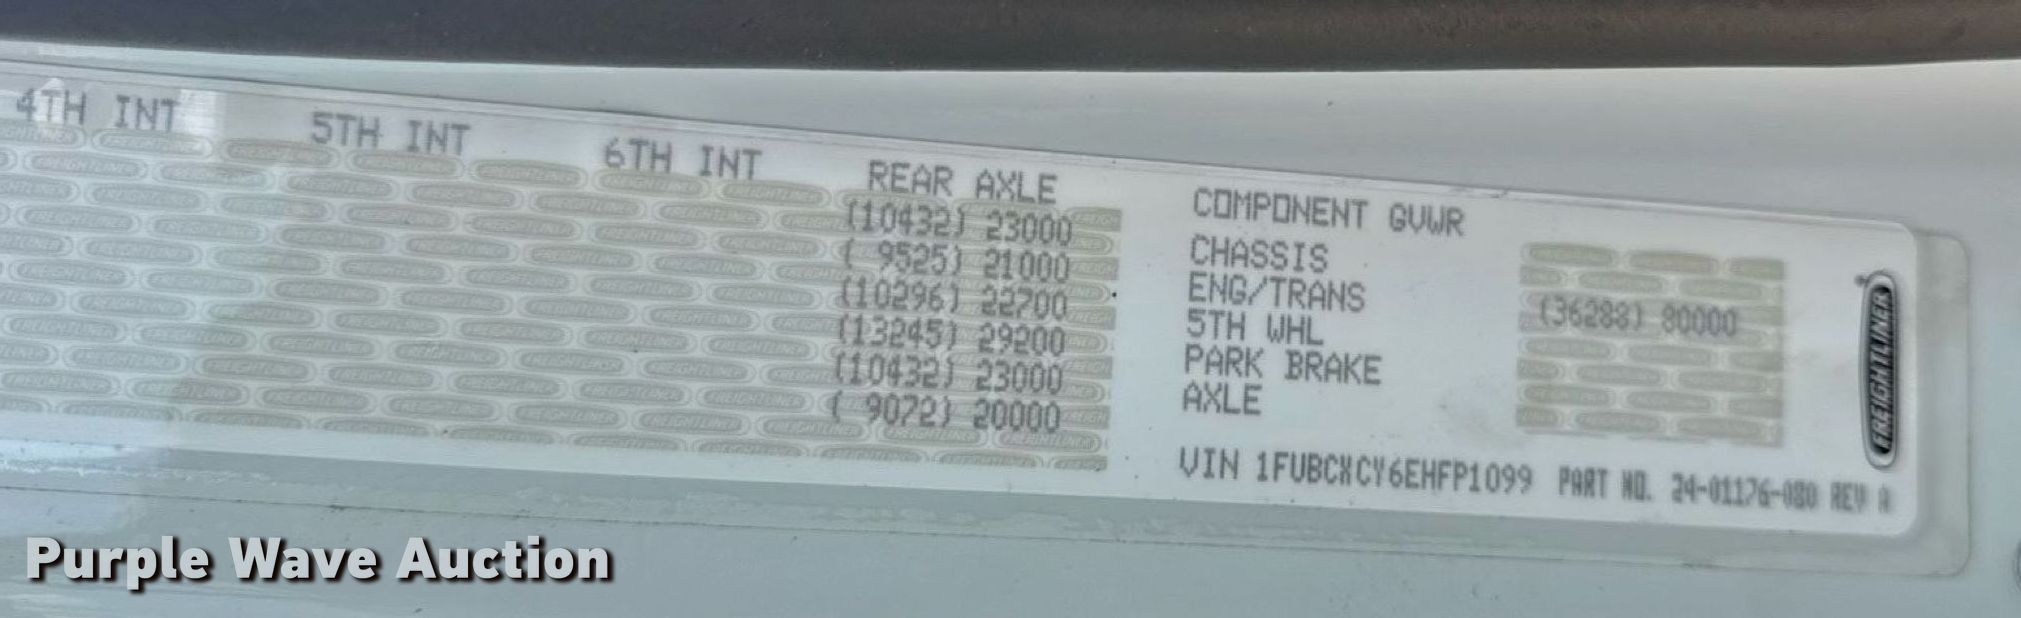 4TH INT 5TH INT 6TH INT REAR AXLE COMPONENT GVWR
(10432) 23000 CHASSIS
( 9525) 21000 ENG/TRANS (36288) 80000
(10296) 22700 5TH WHL
(13245) 29200 PARK BRAKE
(10432) 23000 AXLE
( 9072) 20000
VIN 1FUBCXCY6EHFP1099 PART NO. 24-01176-080 REV A
FREIGHTLINER
Purple Wave Auction